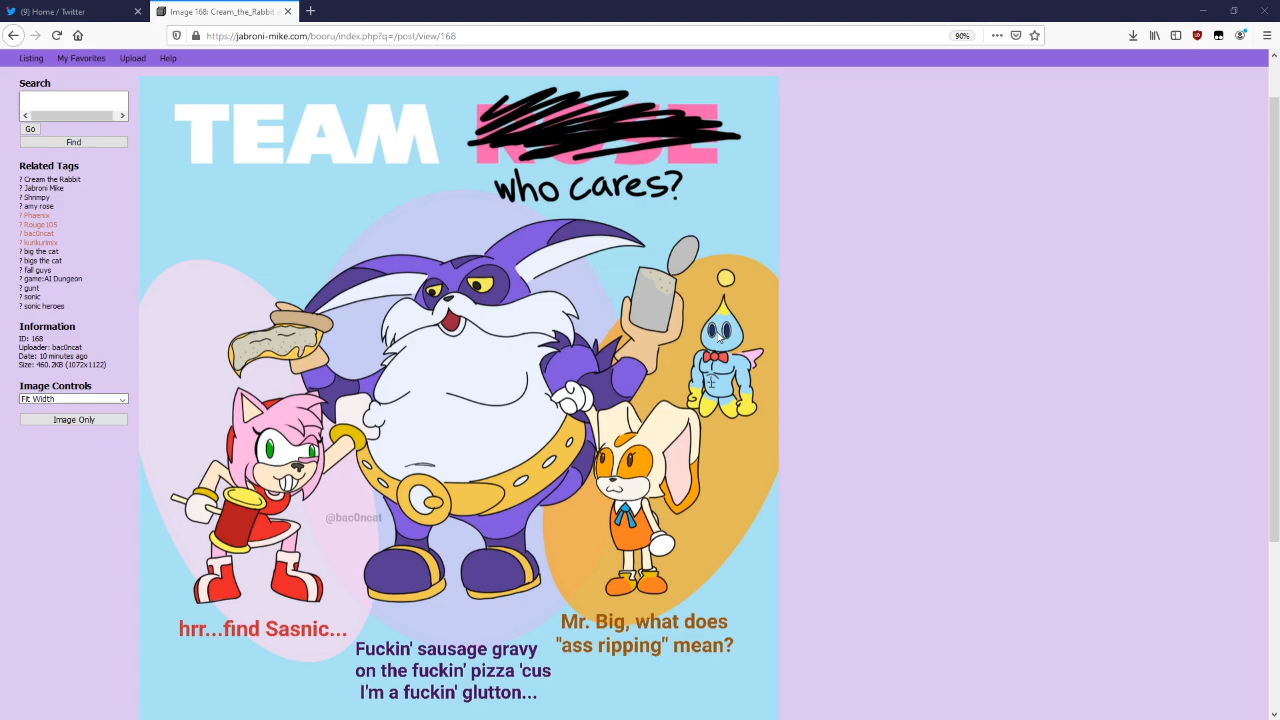 (9) Home / Twitter
Image 168: Cream_the_Rabbit
https://jabroni-mike.com/booru/index.php?q=/post/view/168
90%
Listing My Favorites Upload Help
Search
Go
Find
Related Tags
? Cream the Rabbit
? Jabroni Mike
? Shrimpy
? amy rose
? Phaenix
? Rouge105
? bac0ncat
? kurikurimix
? big the cat
? bigs the cat
? fall guys
? game:AI Dungeon
? gunt
? sonic
? sonic heroes
Information
ID: 168
Uploader: bac0ncat
Date: 10 minutes ago
Size: 460.2KB (1072x1122)
Image Controls
Fit Width
Image Only
TEAM ROSE
who cares?
@bac0ncat
hrr...find Sasnic...
Fuckin' sausage gravy
on the fuckin' pizza 'cus
I'm a fuckin' glutton...
Mr. Big, what does
"ass ripping" mean?